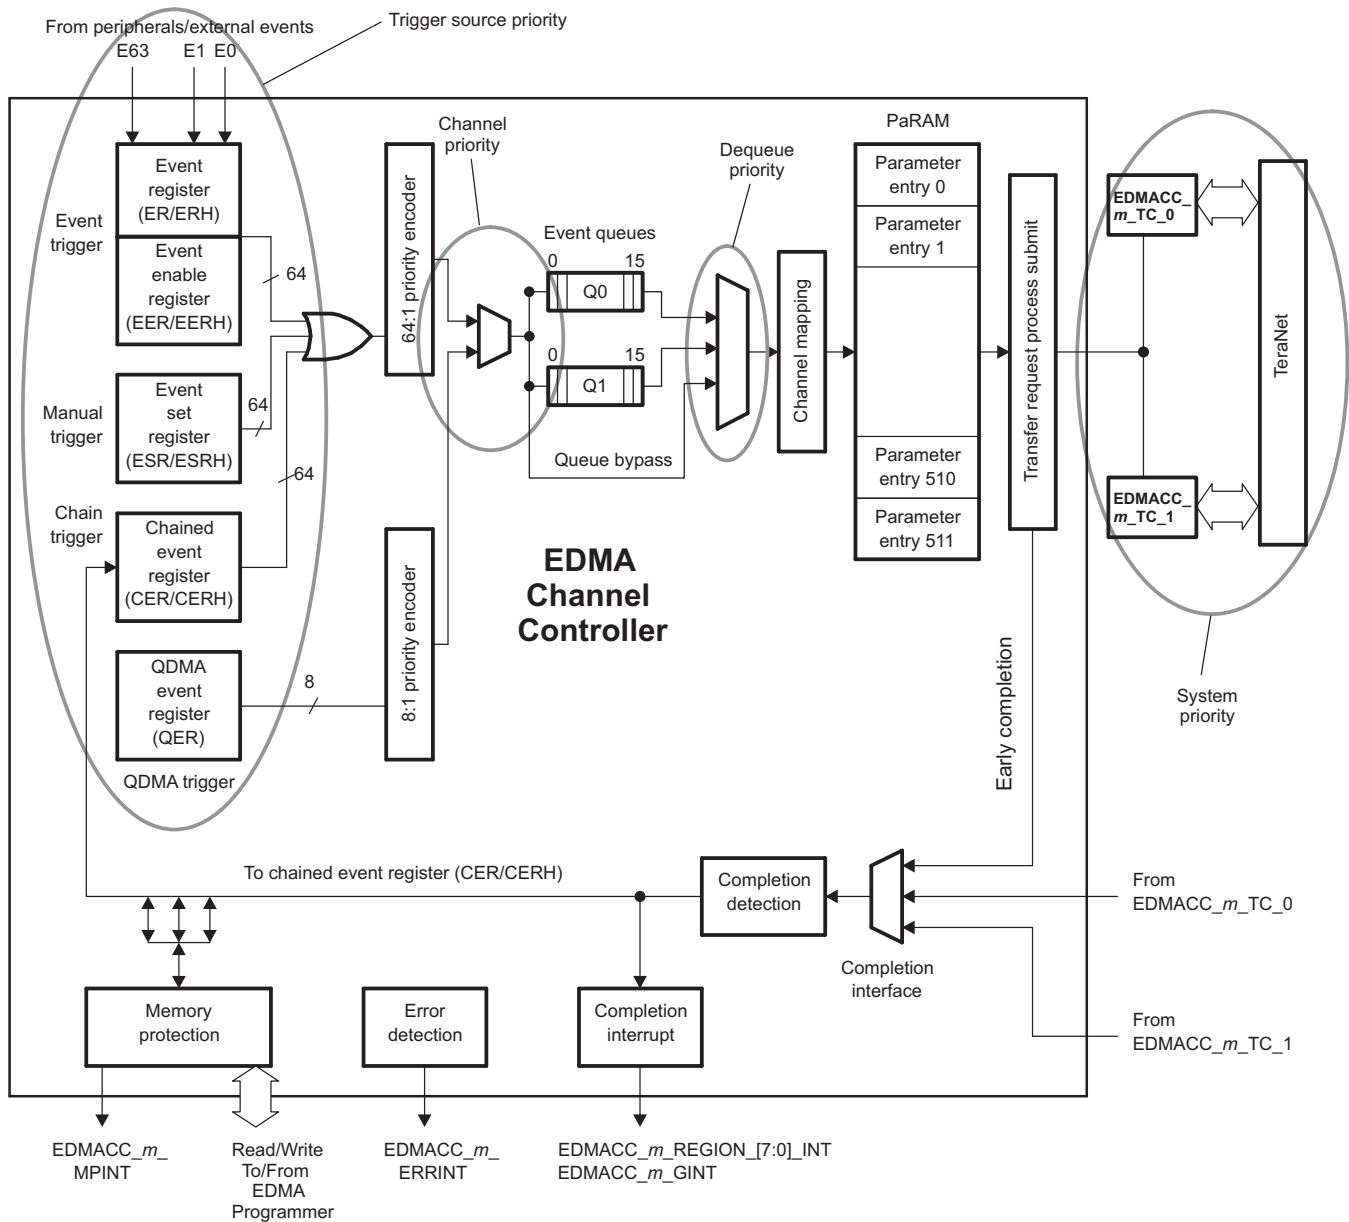 From peripherals/external events
E63
E1
E0
Trigger source priority
Event
trigger
Event
register
(ER/ERH)
Event
enable
register
(EER/EERH)
64
Manual
trigger
Event
set
register
(ESR/ESRH)
64
Chain
trigger
Chained
event
register
(CER/CERH)
64
QDMA
event
register
(QER)
8
QDMA trigger
64:1 priority encoder
8:1 priority encoder
Channel
priority
Event queues
0
15
Q0
0
15
Q1
Queue bypass
Dequeue
priority
Channel mapping
PaRAM
Parameter
entry 0
Parameter
entry 1
Parameter
entry 510
Parameter
entry 511
Transfer request process submit
EDMACC_
m_TC_0
EDMACC_
m_TC_1
TeraNet
System
priority
EDMA
Channel
Controller
Early completion
To chained event register (CER/CERH)
Completion
detection
Completion
interface
From
EDMACC_m_TC_0
From
EDMACC_m_TC_1
Memory
protection
Error
detection
Completion
interrupt
EDMACC_m_
MPINT
Read/Write
To/From
EDMA
Programmer
EDMACC_m_
ERRINT
EDMACC_m_REGION_[7:0]_INT
EDMACC_m_GINT